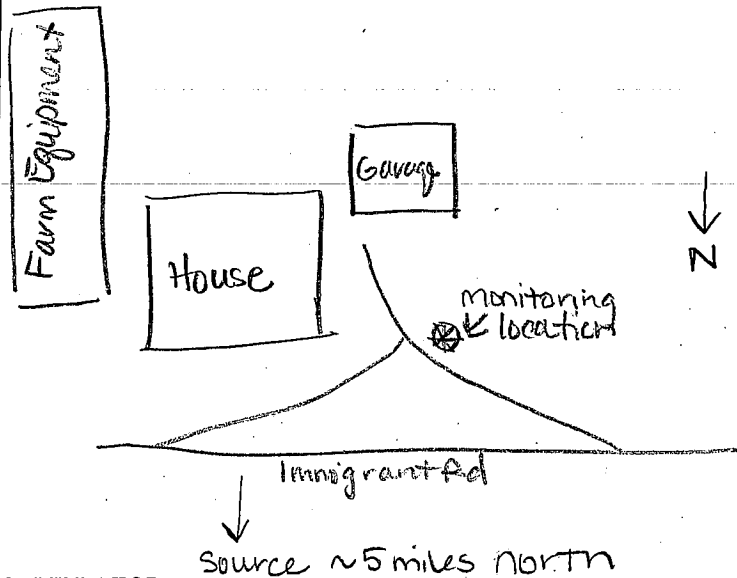 Farm Equipment
Garage
House
N
monitoring
location
Immigrant Rd
source ~5 miles north